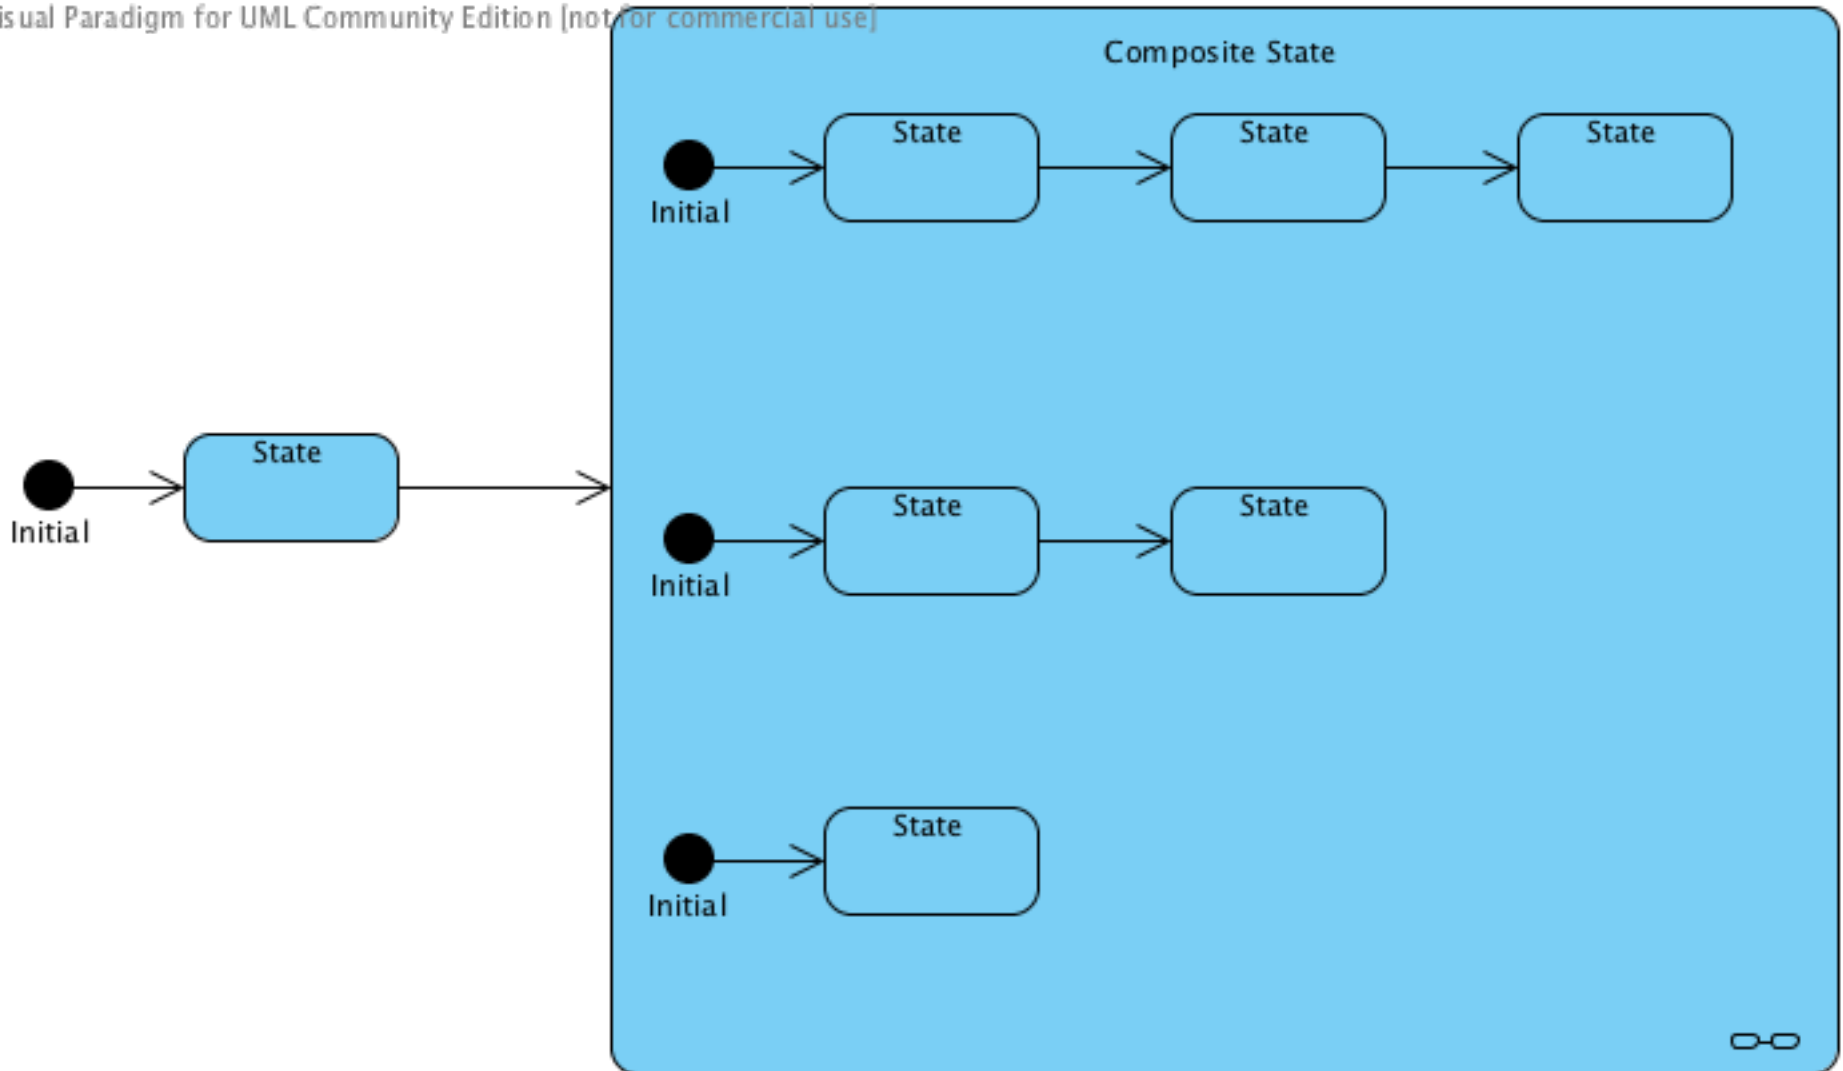 isual Paradigm for UML Community Edition [not for commercial use]
Composite State
State
State
State
Initial
State
Initial
State
State
Initial
State
Initial